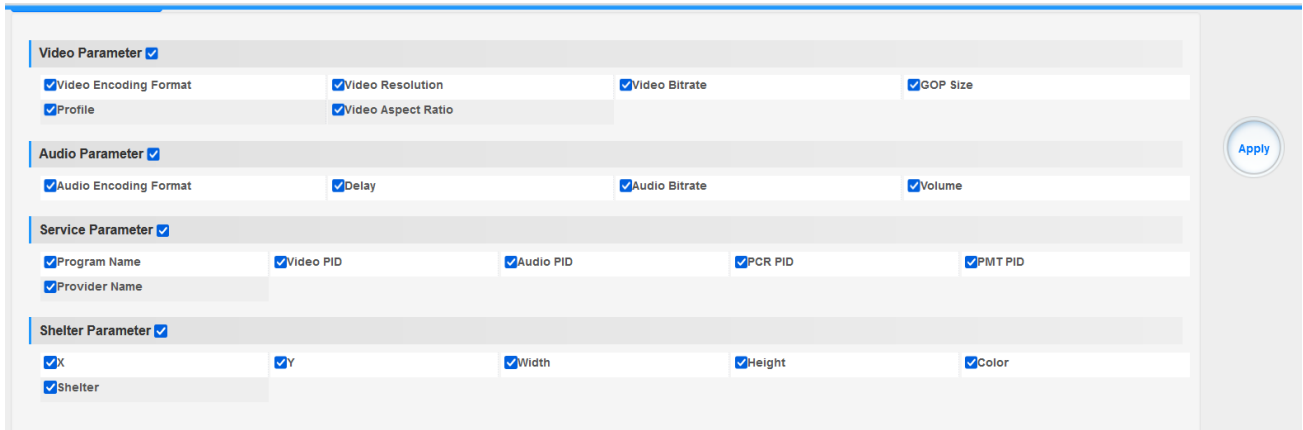 Video Parameter
Video Encoding Format Video Resolution Video Bitrate GOP Size
Profile Video Aspect Ratio
Audio Parameter
Apply
Audio Encoding Format Delay Audio Bitrate Volume
Service Parameter
Program Name Video PID Audio PID PCR PID PMT PID
Provider Name
Shelter Parameter
X Y Width Height Color
Shelter